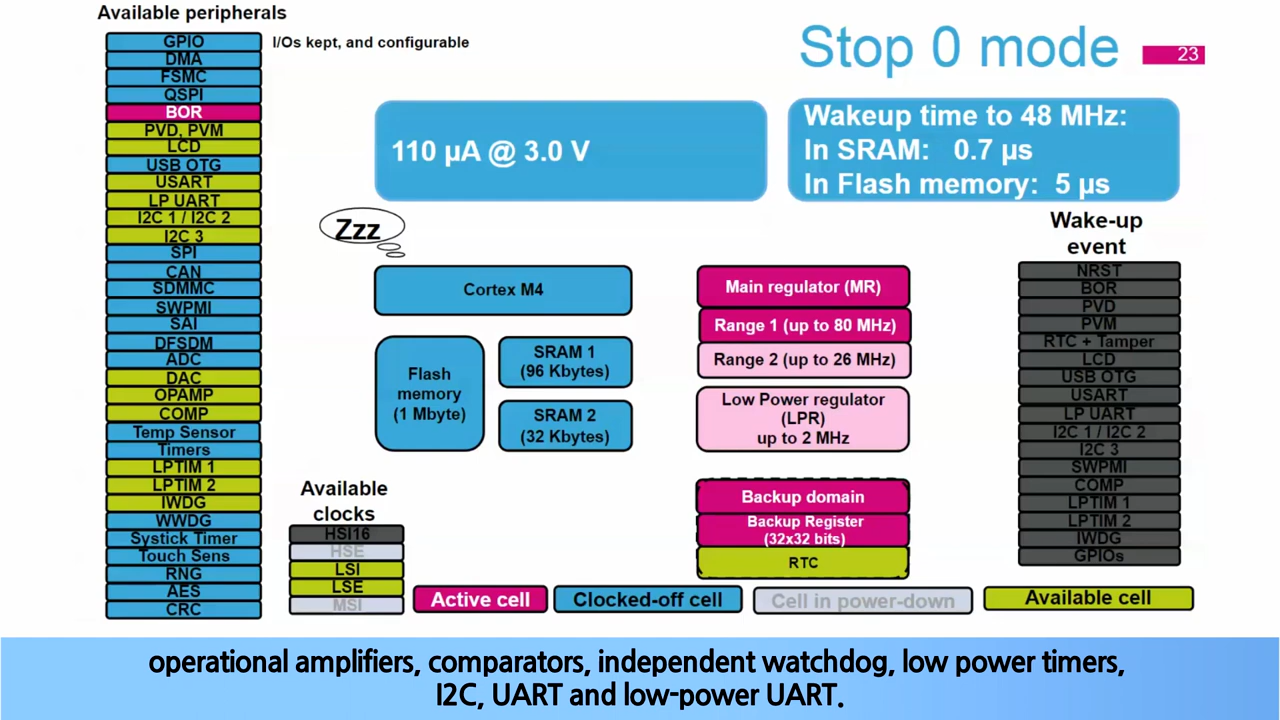 Available peripherals
GPIO
I/Os kept, and configurable
DMA
FSMC
QSPI
BOR
PVD, PVM
LCD
USB OTG
USART
LP UART
I2C 1 / I2C 2
I2C 3
SPI
CAN
SDMMC
SWPMI
SAI
DFSDM
ADC
DAC
OPAMP
COMP
Temp Sensor
Timers
LPTIM 1
LPTIM 2
IWDG
WWDG
Systick Timer
Touch Sens
RNG
AES
CRC
Stop 0 mode
23
110 µA @ 3.0 V
Wakeup time to 48 MHz:
In SRAM: 0.7 µs
In Flash memory: 5 µs
Zzz
Cortex M4
Flash
memory
(1 Mbyte)
SRAM 1
(96 Kbytes)
SRAM 2
(32 Kbytes)
Main regulator (MR)
Range 1 (up to 80 MHz)
Range 2 (up to 26 MHz)
Low Power regulator
(LPR)
up to 2 MHz
Backup domain
Backup Register
(32x32 bits)
RTC
Available
clocks
HSI16
HSE
LSI
LSE
MSI
Wake-up
event
NRST
BOR
PVD
PVM
RTC + Tamper
LCD
USB OTG
USART
LP UART
I2C 1 / I2C 2
I2C 3
SWPMI
COMP
LPTIM 1
LPTIM 2
IWDG
GPIOs
Active cell
Clocked-off cell
Cell in power-down
Available cell
operational amplifiers, comparators, independent watchdog, low power timers,
I2C, UART and low-power UART.